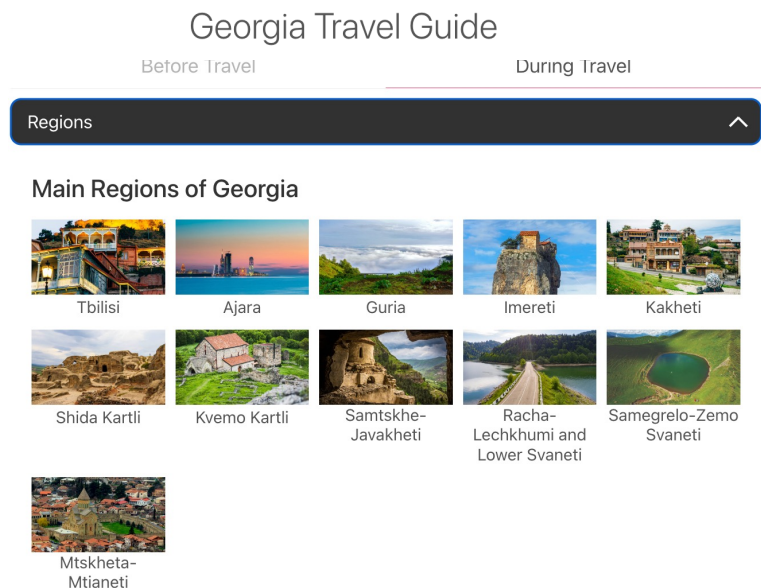 Georgia Travel Guide
Before Travel
During Travel
Regions
Main Regions of Georgia
Tbilisi
Ajara
Guria
Imereti
Kakheti
Shida Kartli
Kvemo Kartli
Samtskhe-
Javakheti
Racha-
Lechkhumi and
Lower Svaneti
Samegrelo-Zemo
Svaneti
Mtskheta-
Mtianeti